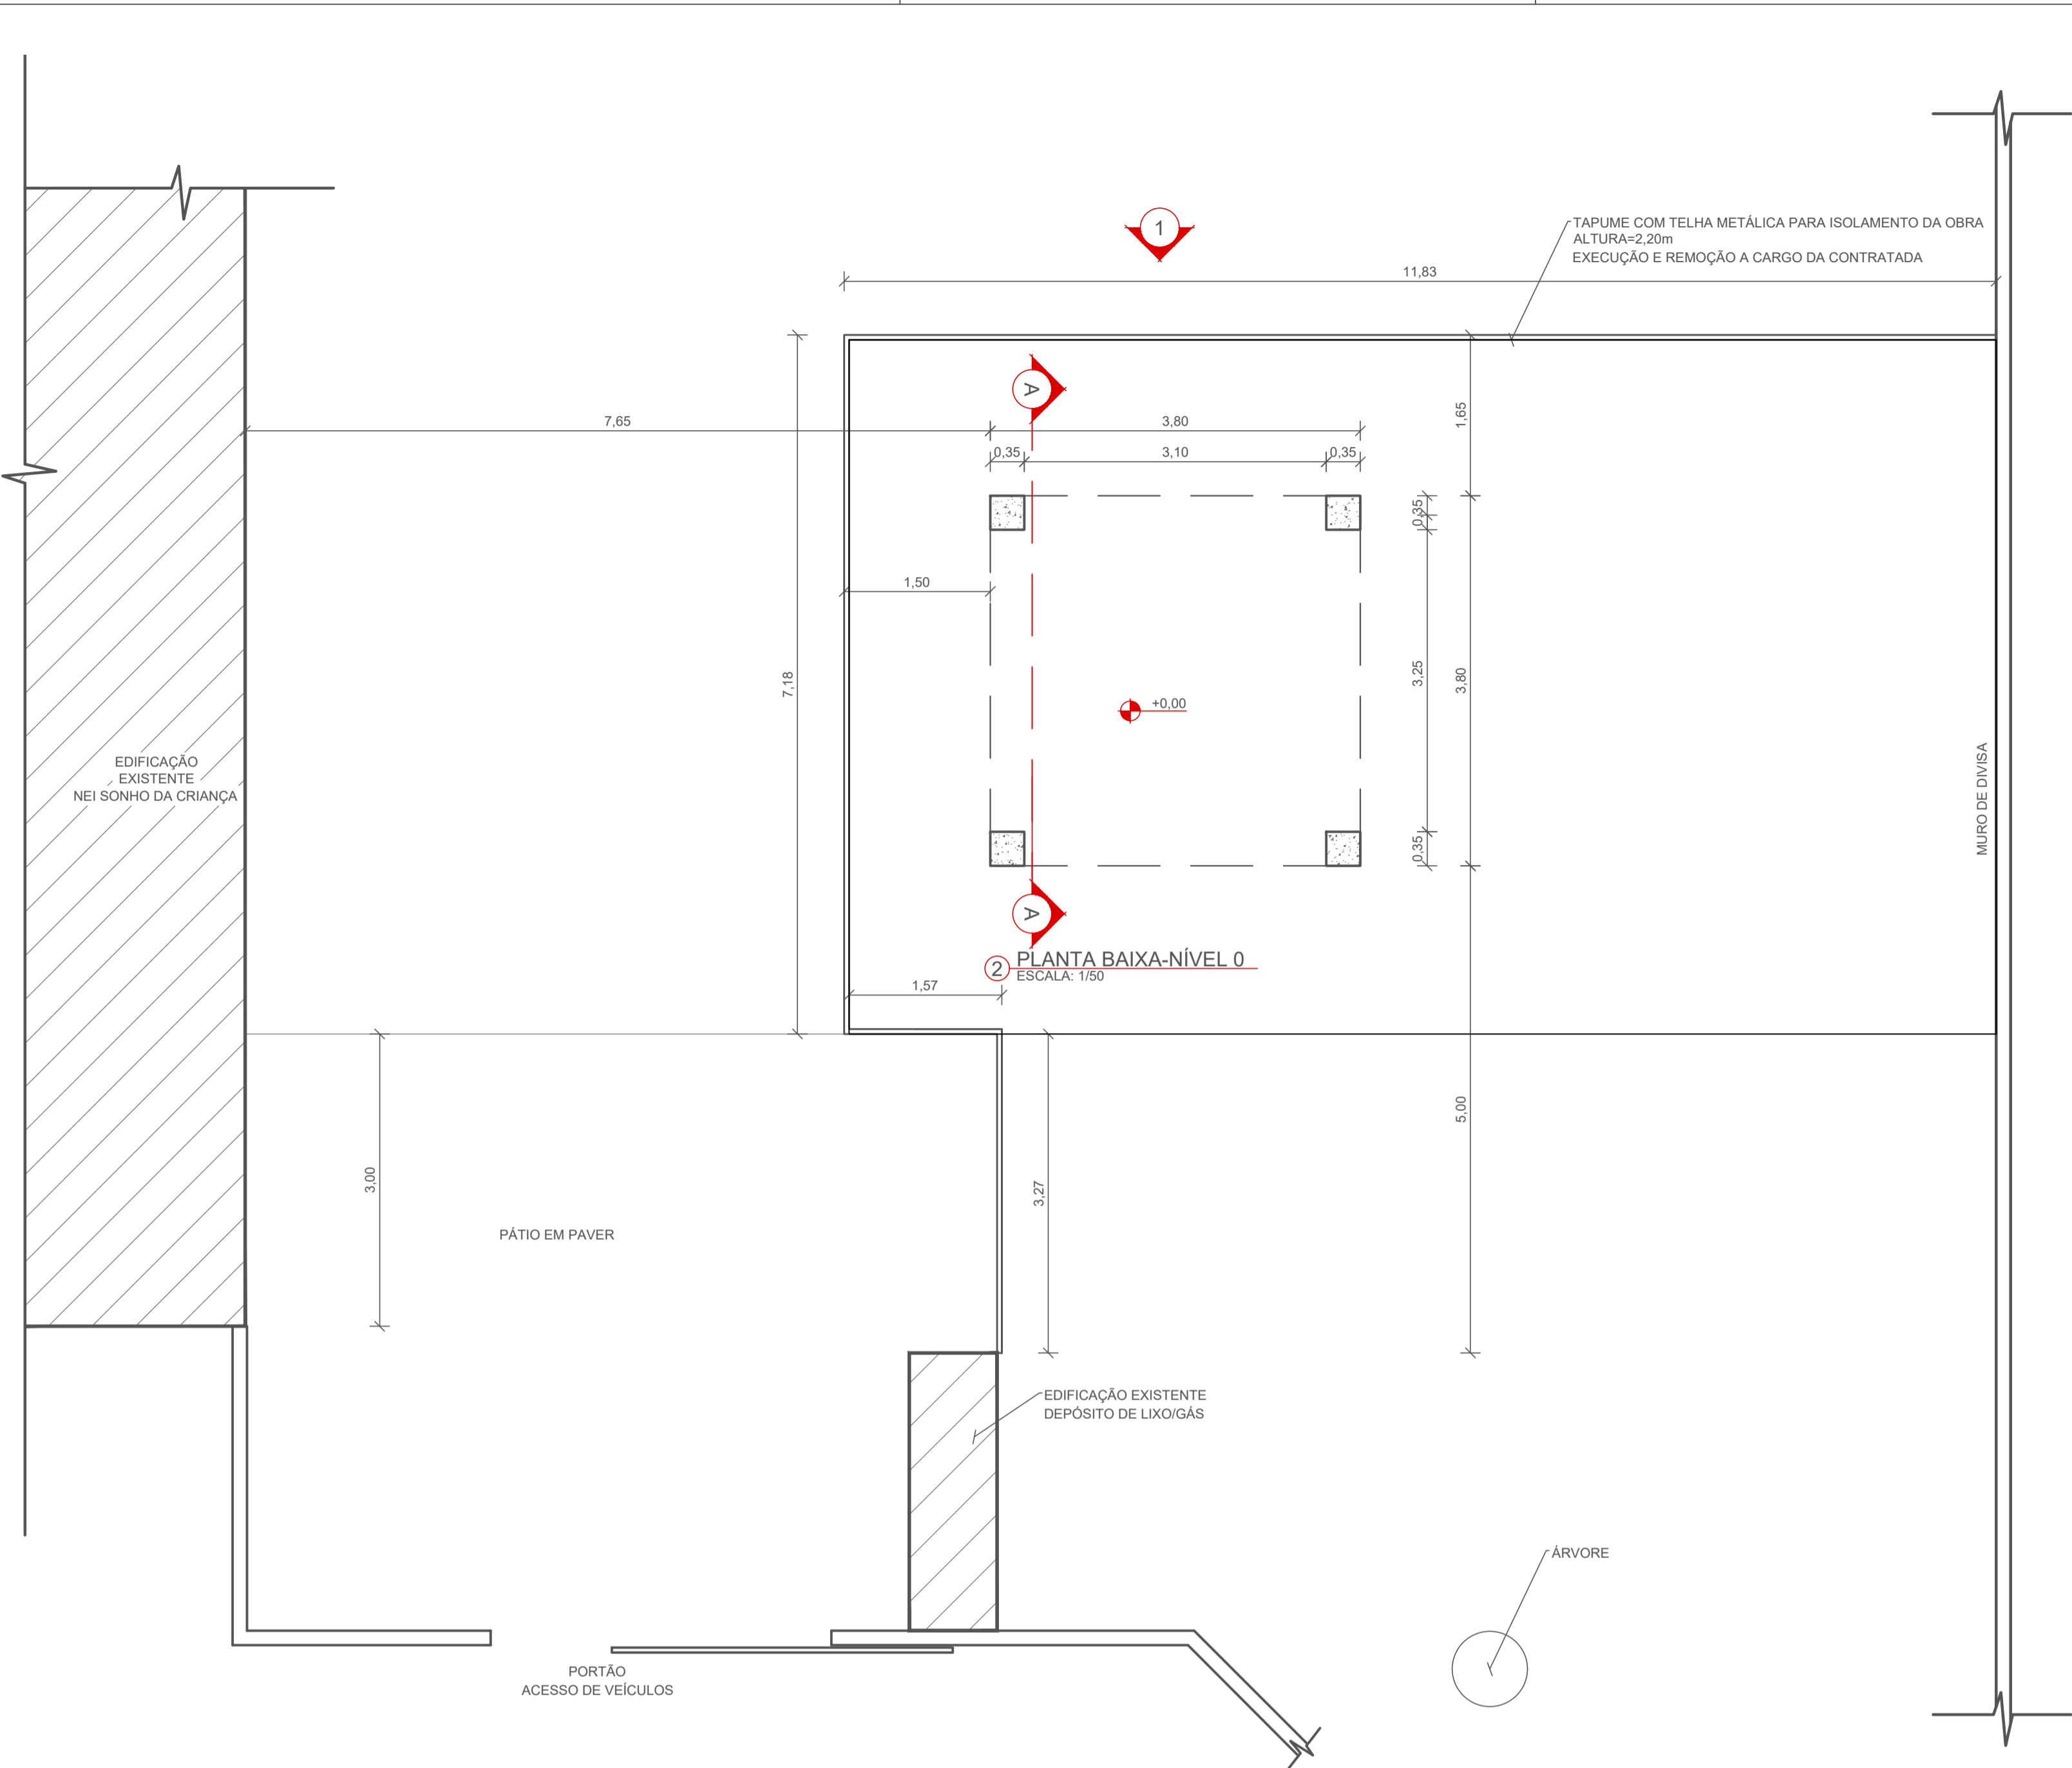 1
TAPUME COM TELHA METÁLICA PARA ISOLAMENTO DA OBRA
ALTURA=2,20m
EXECUÇÃO E REMOÇÃO A CARGO DA CONTRATADA
11,83
A
7,65
3,80
1,65
0,35
3,10
0,35
0,35
1,50
7,18
3,25
3,80
+0,00
EDIFICAÇÃO
EXISTENTE
NEI SONHO DA CRIANÇA
MURO DE DIVISA
0,35
A
2
PLANTA BAIXA-NÍVEL 0
ESCALA: 1/50
1,57
5,00
3,00
3,27
PÁTIO EM PAVER
EDIFICAÇÃO EXISTENTE
DEPÓSITO DE LIXO/GÁS
ÁRVORE
PORTÃO
ACESSO DE VEÍCULOS